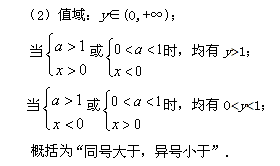 (2) 值域：y∈(0,+∞)；
当{a>1 x>0 或{0<a<1 x<0 时，均有 y>1；
当{a>1 x<0 或{0<a<1 x>0 时，均有 0<y<1；
概括为“同号大于，异号小于”.